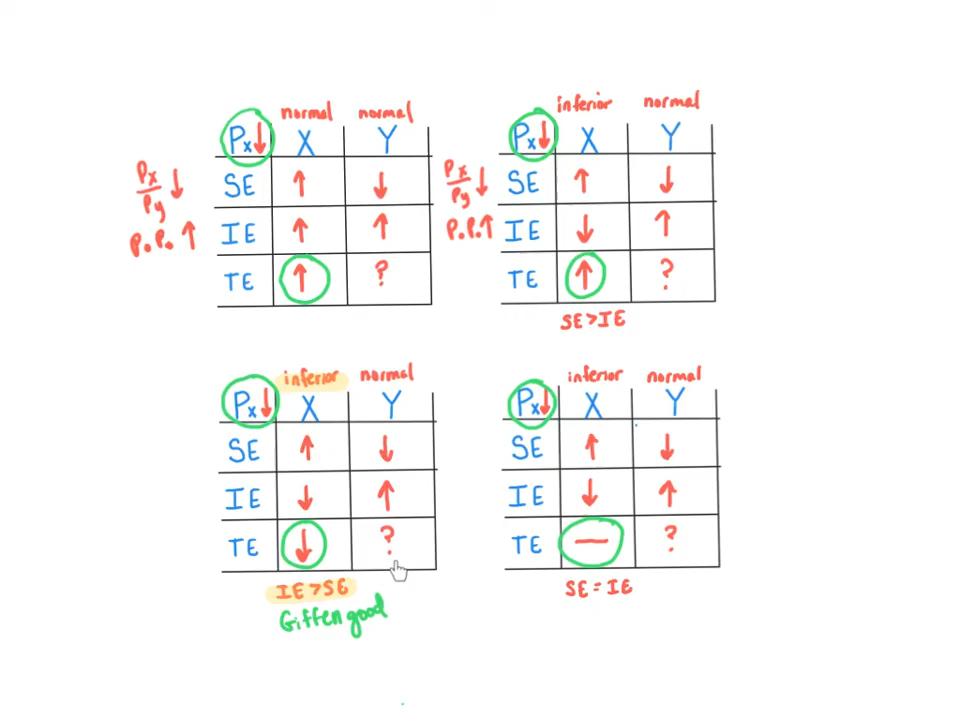 normal normal
Px↓ X Y
Px/Py ↓
SE ↑ ↓
P.P. ↑
IE ↑ ↑
TE ↑ ?
inferior normal
Px↓ X Y
Px/Py ↓
SE ↑ ↓
P.P.↑
IE ↓ ↑
TE ↑ ?
SE>IE
inferior normal
Px↓ X Y
SE ↑ ↓
IE ↓ ↑
TE ↓ ?
IE>SE
Giffen good
inferior normal
Px↓ X Y
SE ↑ ↓
IE ↓ ↑
TE — ?
SE=IE